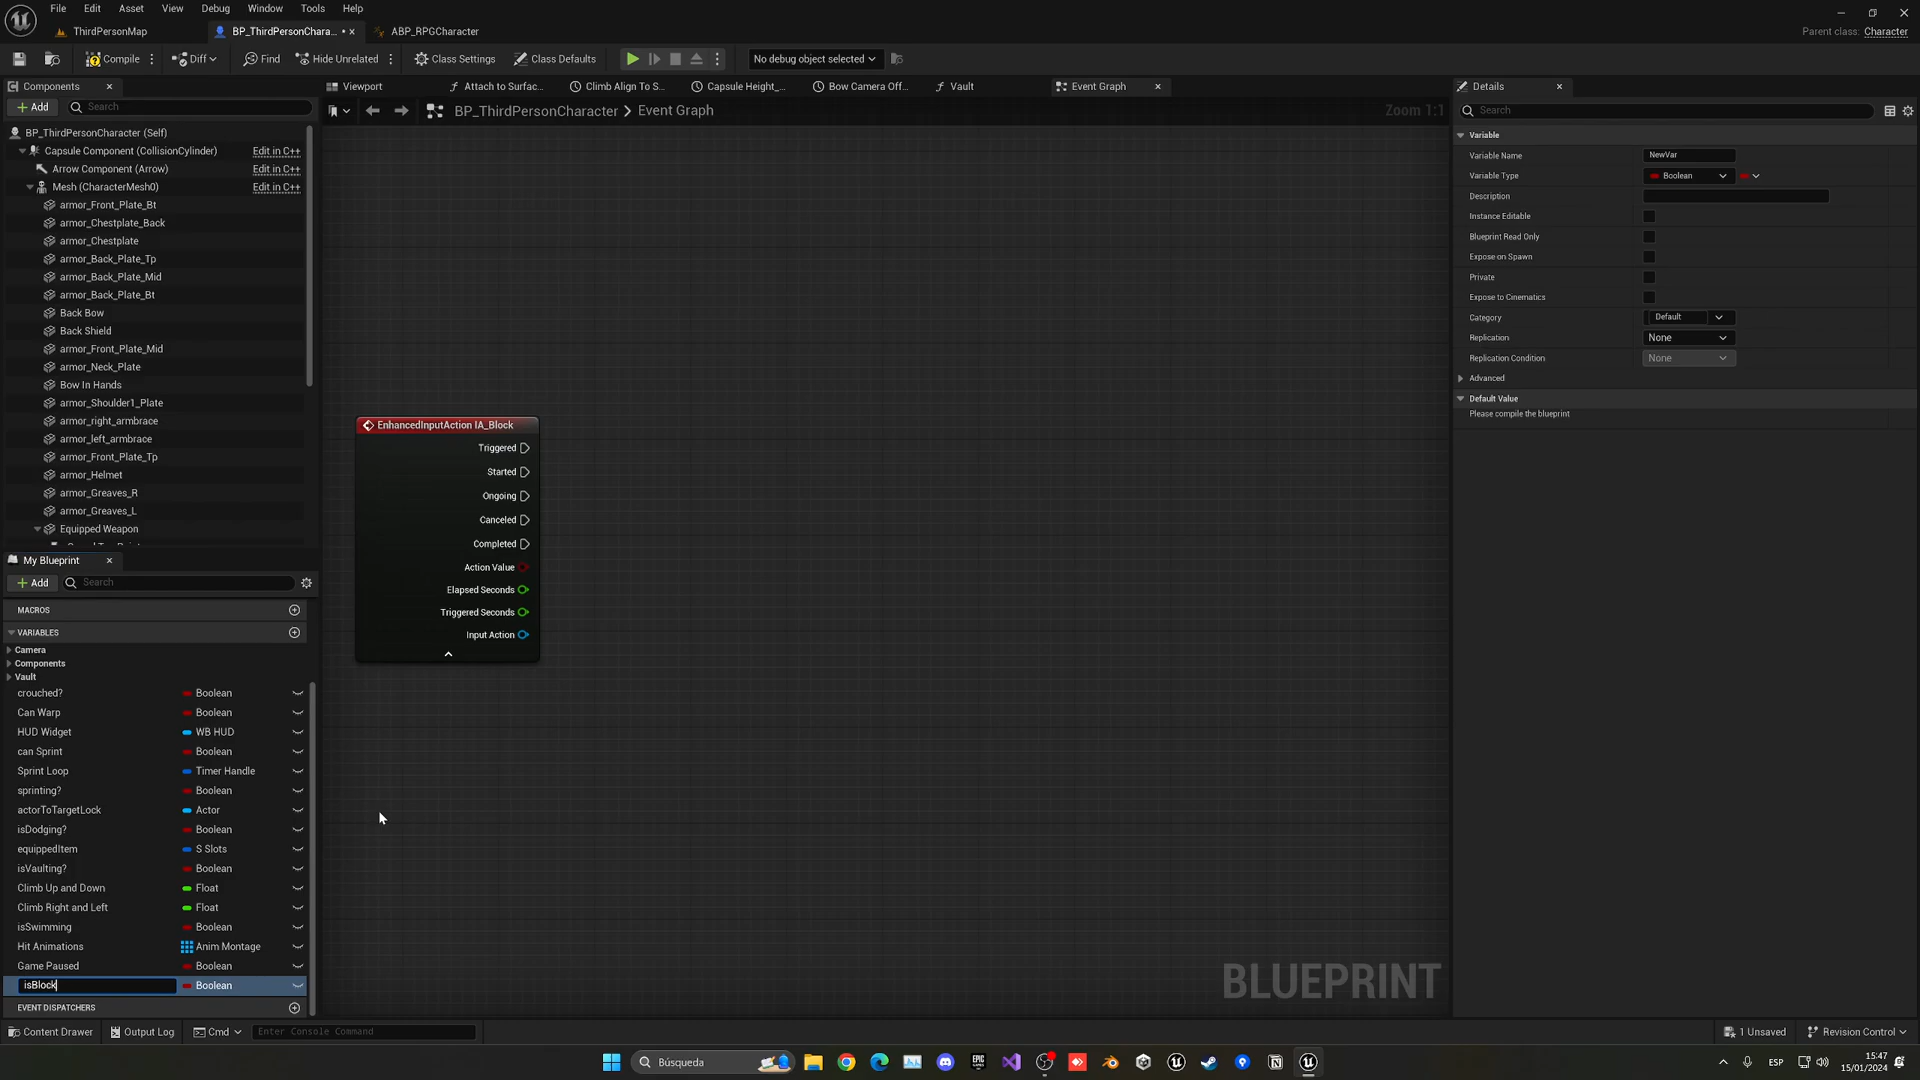 File Edit Asset View Debug Window Tools Help
ThirdPersonMap BP_ThirdPersonChara... • × ABP_RPGCharacter Parent class: Character
Compile Diff Find Hide Unrelated Class Settings Class Defaults No debug object selected
Components × Viewport Attach to Surfac... Climb Align To S... Capsule Height_... Bow Camera Off... Vault Event Graph × Details ×
+ Add Search BP_ThirdPersonCharacter > Event Graph Zoom 1:1 Search
BP_ThirdPersonCharacter (Self)
Capsule Component (CollisionCylinder) Edit in C++
Arrow Component (Arrow) Edit in C++
Mesh (CharacterMesh0) Edit in C++
armor_Front_Plate_Bt
armor_Chestplate_Back
armor_Chestplate
armor_Back_Plate_Tp
armor_Back_Plate_Mid
armor_Back_Plate_Bt
Back Bow
Back Shield
armor_Front_Plate_Mid
armor_Neck_Plate
Bow In Hands
armor_Shoulder1_Plate
armor_right_armbrace
armor_left_armbrace
armor_Front_Plate_Tp
armor_Helmet
armor_Greaves_R
armor_Greaves_L
Equipped Weapon
My Blueprint ×
+ Add Search
MACROS
VARIABLES
Camera
Components
Vault
crouched? Boolean
Can Warp Boolean
HUD Widget WB HUD
can Sprint Boolean
Sprint Loop Timer Handle
sprinting? Boolean
actorToTargetLock Actor
isDodging? Boolean
equippedItem S Slots
isVaulting? Boolean
Climb Up and Down Float
Climb Right and Left Float
isSwimming Boolean
Hit Animations Anim Montage
Game Paused Boolean
isBlock Boolean
EVENT DISPATCHERS
EnhancedInputAction IA_Block
Triggered
Started
Ongoing
Canceled
Completed
Action Value
Elapsed Seconds
Triggered Seconds
Input Action
BLUEPRINT
Variable
Variable Name NewVar
Variable Type Boolean
Description
Instance Editable
Blueprint Read Only
Expose on Spawn
Private
Expose to Cinematics
Category Default
Replication None
Replication Condition None
Advanced
Default Value
Please compile the blueprint
Content Drawer Output Log Cmd Enter Console Command 1 Unsaved Revision Control
Búsqueda ESP 15:47
15/01/2024